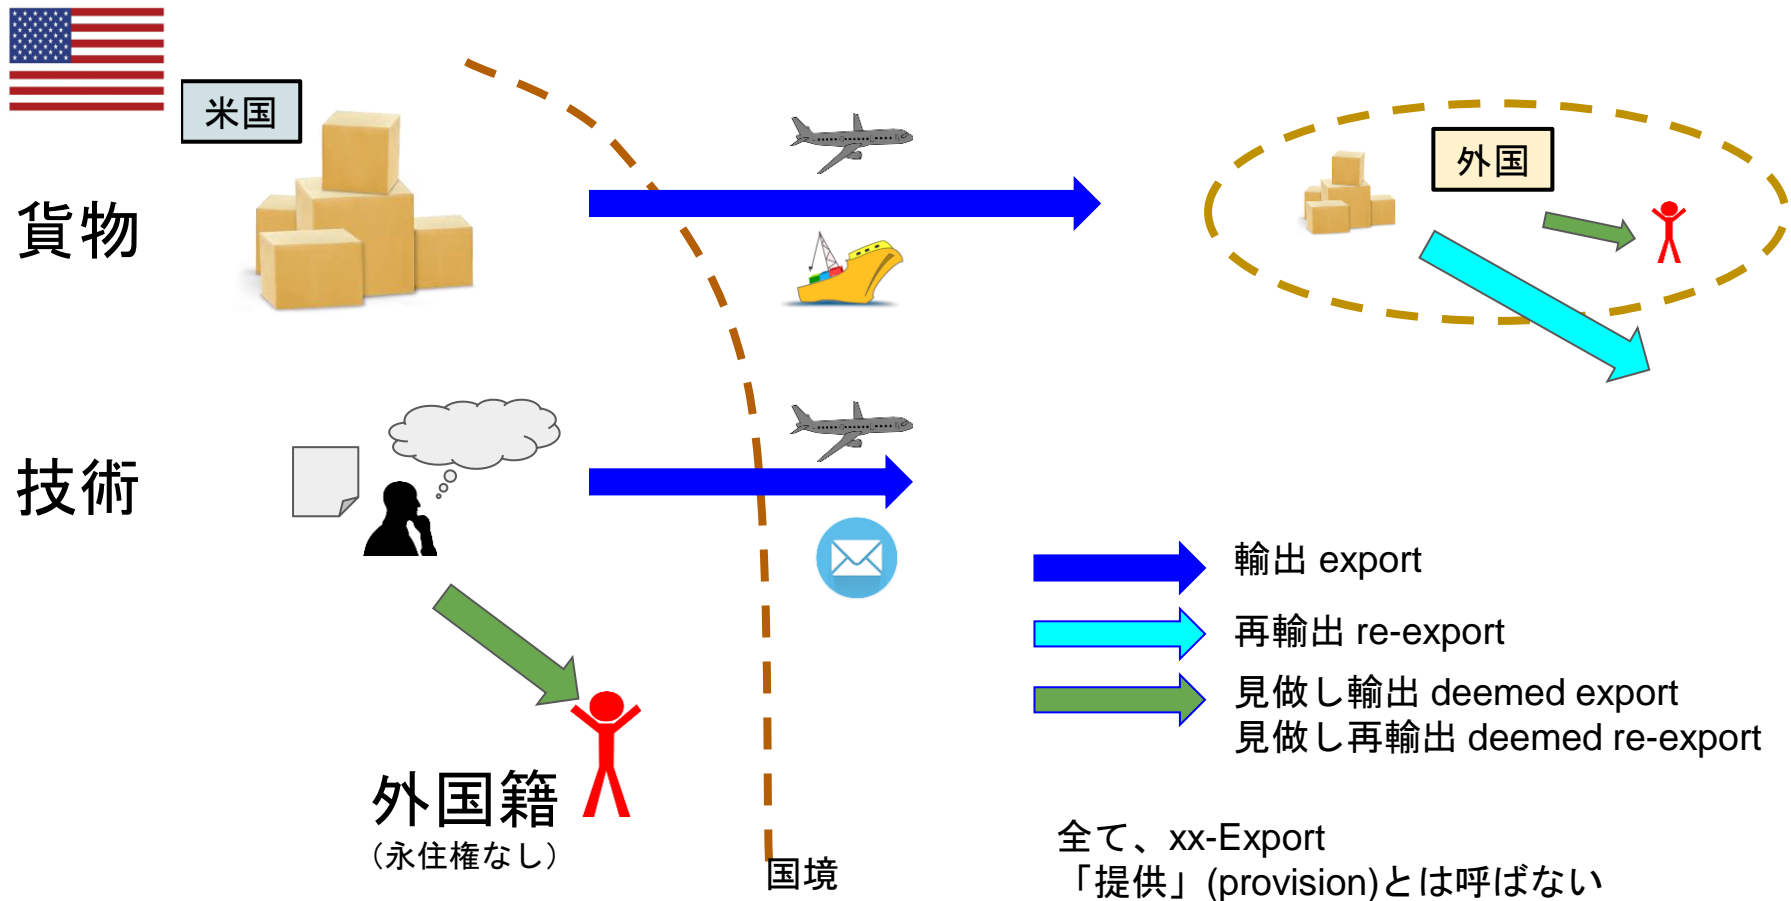 米国
外国
貨物
技術
輸出 export
再輸出 re-export
見做し輸出 deemed export
見做し再輸出 deemed re-export
外国籍
（永住権なし）
国境
全て、xx-Export
「提供」(provision)とは呼ばない